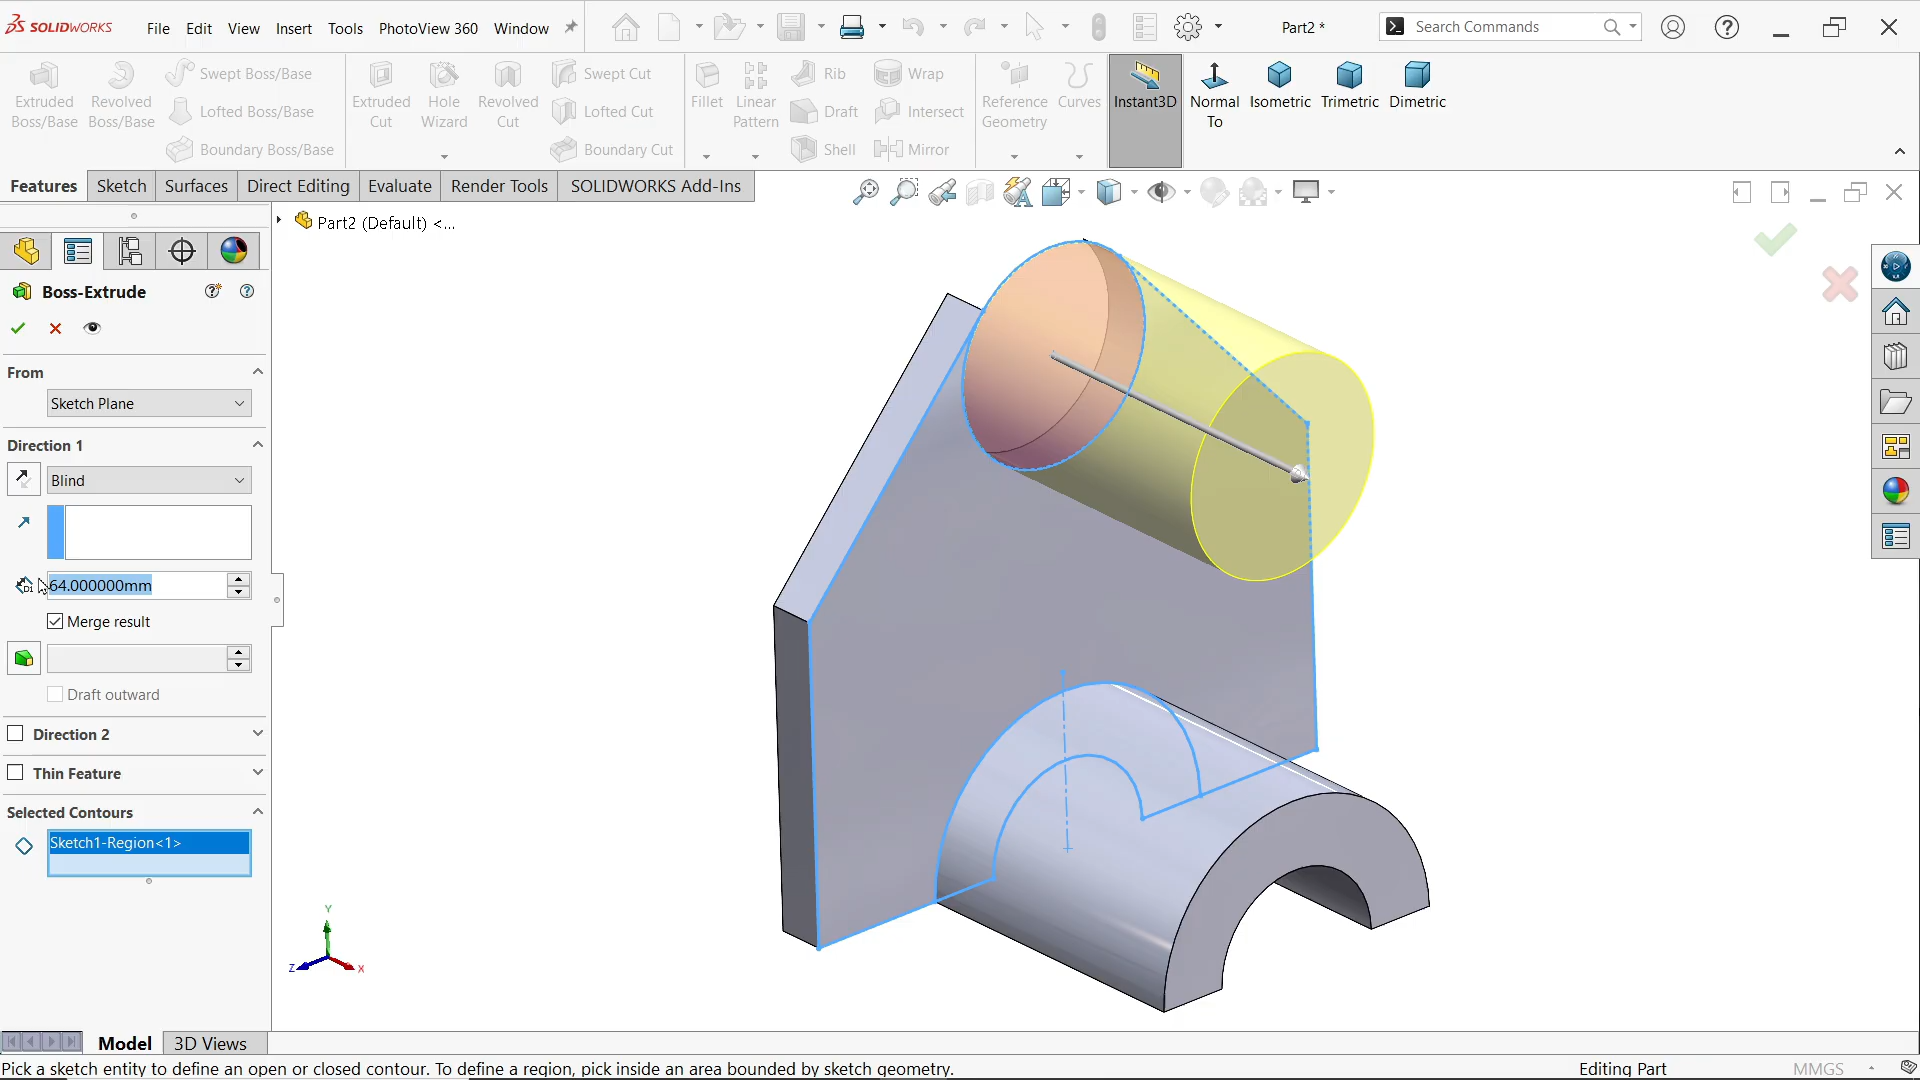 SOLIDWORKS File Edit View Insert Tools PhotoView 360 Window Part2 * Search Commands
Extruded Boss/Base
Revolved Boss/Base
Swept Boss/Base
Lofted Boss/Base
Boundary Boss/Base
Extruded Cut
Hole Wizard
Revolved Cut
Swept Cut
Lofted Cut
Boundary Cut
Fillet
Linear Pattern
Rib
Draft
Shell
Wrap
Intersect
Mirror
Reference Geometry
Curves
Instant3D
Normal To
Isometric
Trimetric
Dimetric
Features Sketch Surfaces Direct Editing Evaluate Render Tools SOLIDWORKS Add-Ins
Part2 (Default) <...
Boss-Extrude
From
Sketch Plane
Direction 1
Blind
D1
64.000000mm
Merge result
Draft outward
Direction 2
Thin Feature
Selected Contours
Sketch1-Region<1>
Y
Z
X
Model 3D Views
Pick a sketch entity to define an open or closed contour. To define a region, pick inside an area bounded by sketch geometry. Editing Part MMGS